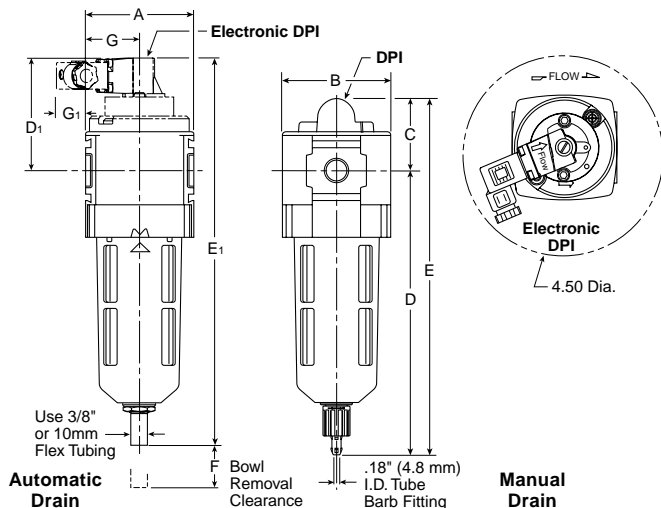 A
G
Electronic DPI
DPI
B
FLOW
C
G1
D1
Flow
E1
E
D
Electronic
DPI
4.50 Dia.
Use 3/8"
or 10mm
Flex Tubing
F
Bowl
Removal
Clearance
.18" (4.8 mm)
I.D. Tube
Barb Fitting
Automatic
Drain
Manual
Drain